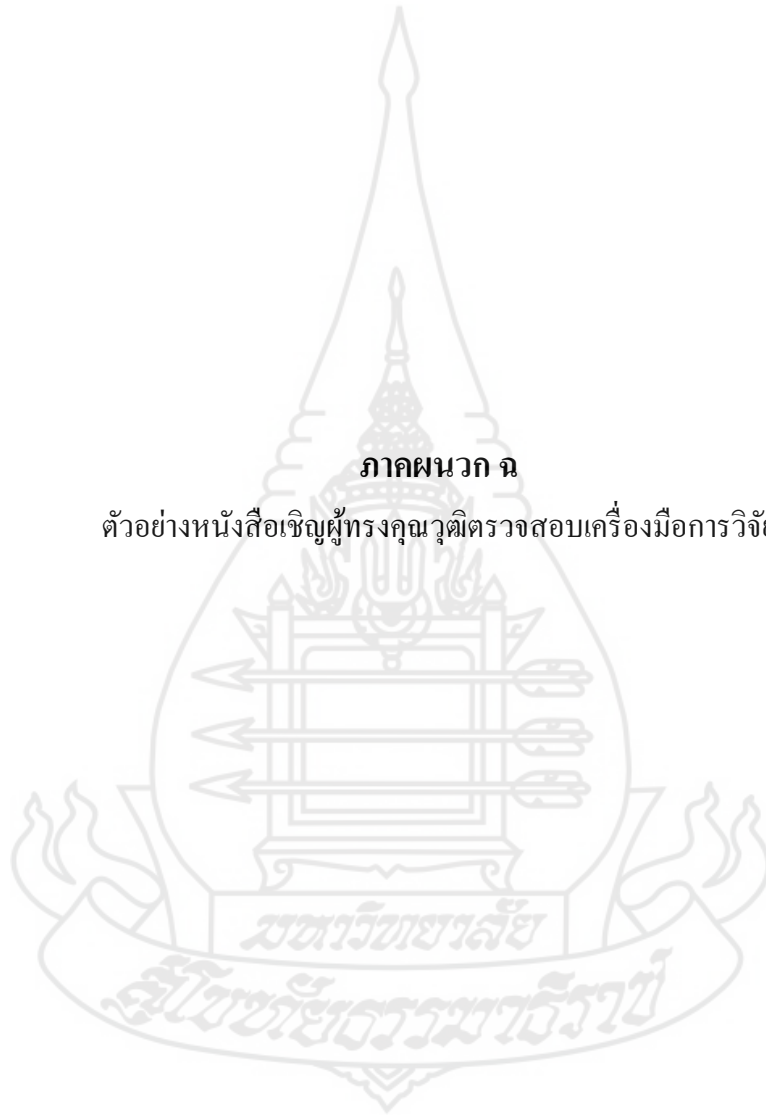 ภาคผนวก ฉ
ตัวอย่างหนังสือเชิญผู้ทรงคุณวุฒิตรวจสอบเครื่องมือการวิจัย
มหาวิทยาลัย
สุโขทัยธรรมาธิราช